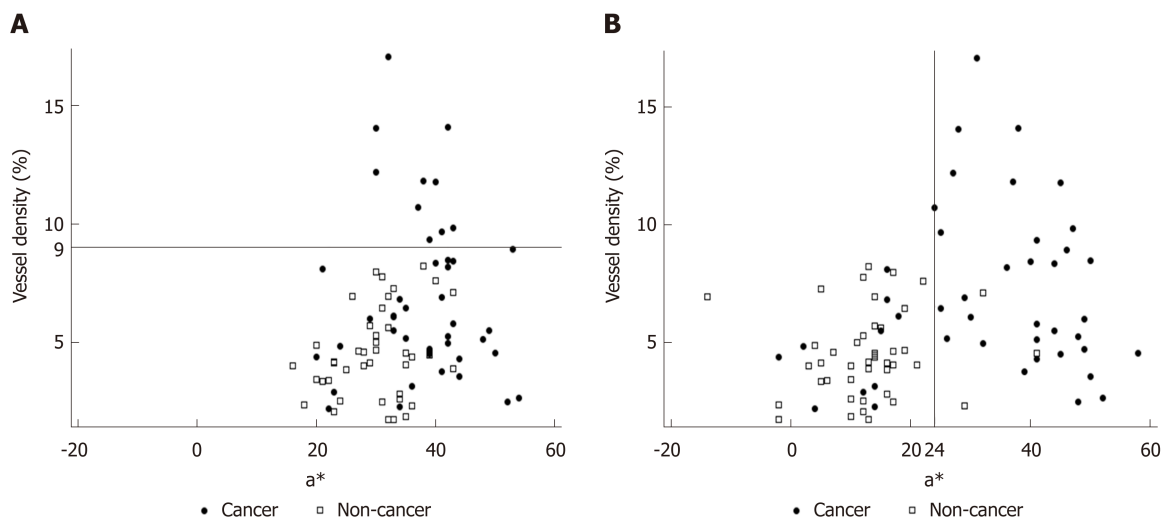 A
Vessel density (%)
15
10
9
5
-20 0 20 40 60
a*
Cancer Non-cancer
B
Vessel density (%)
15
10
5
-20 0 20 24 40 60
a*
Cancer Non-cancer